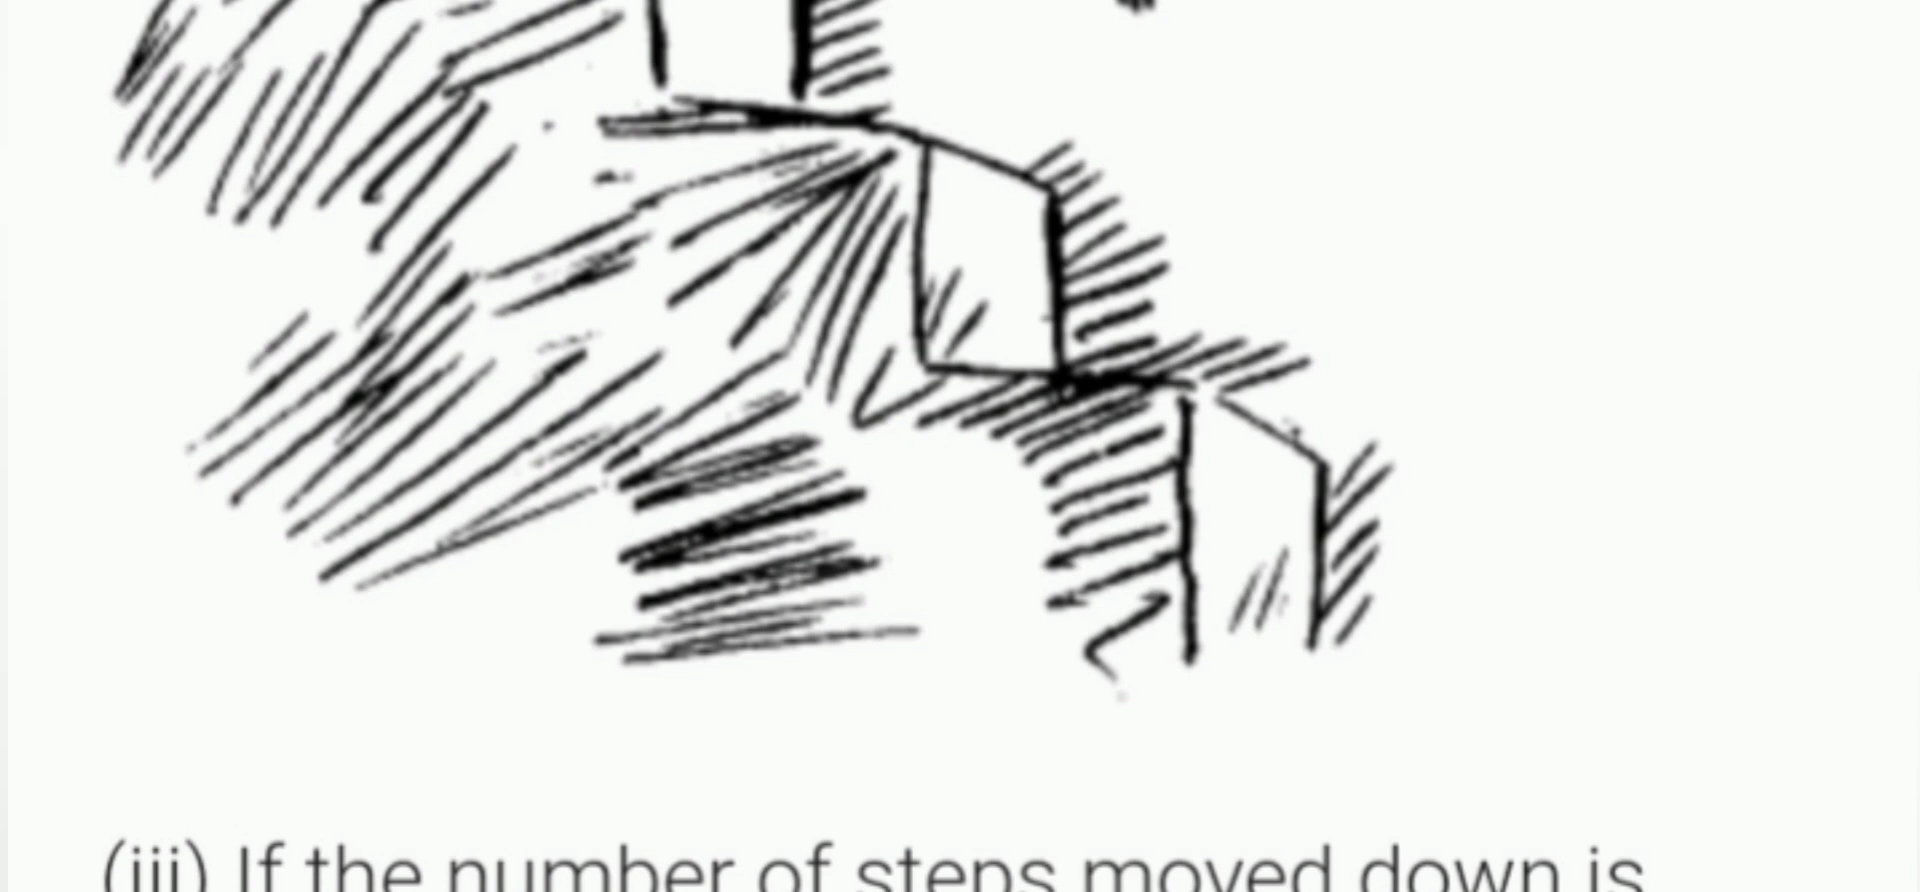 (iii) If the number of steps moved down is